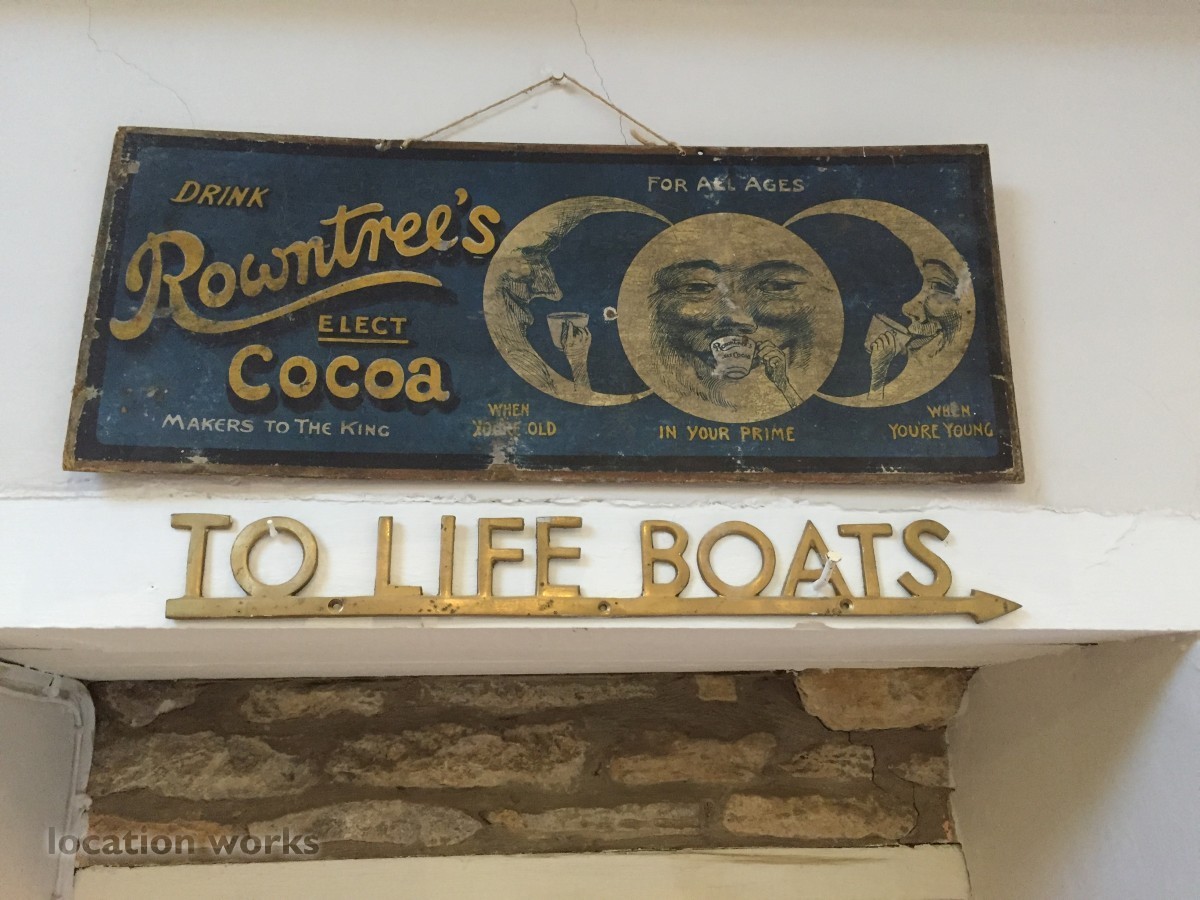 DRINK
Rowntree's
ELECT
Cocoa
MAKERS TO THE KING
FOR ALL AGES
Rowntree's
WHEN
YOU'RE OLD
IN YOUR PRIME
WHEN
YOU'RE YOUNG
TO LIFE BOATS
location works